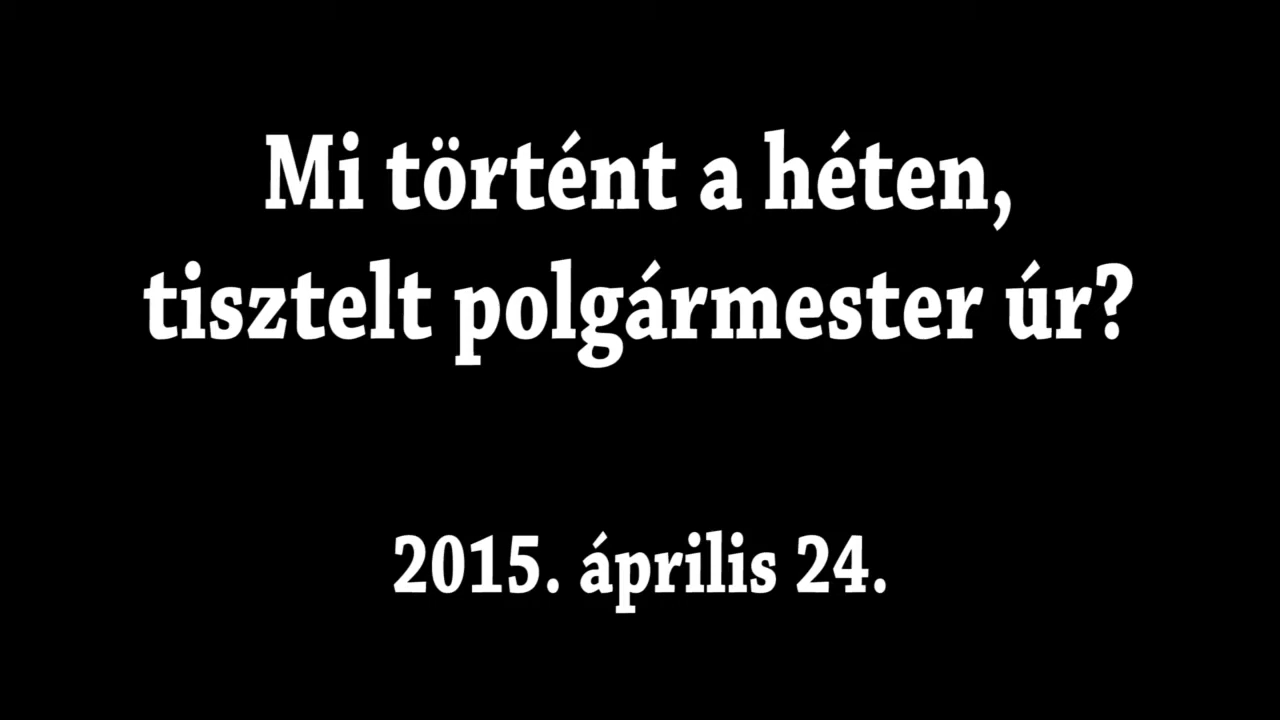 Mi történt a héten,
tisztelt polgármester úr?
2015. április 24.